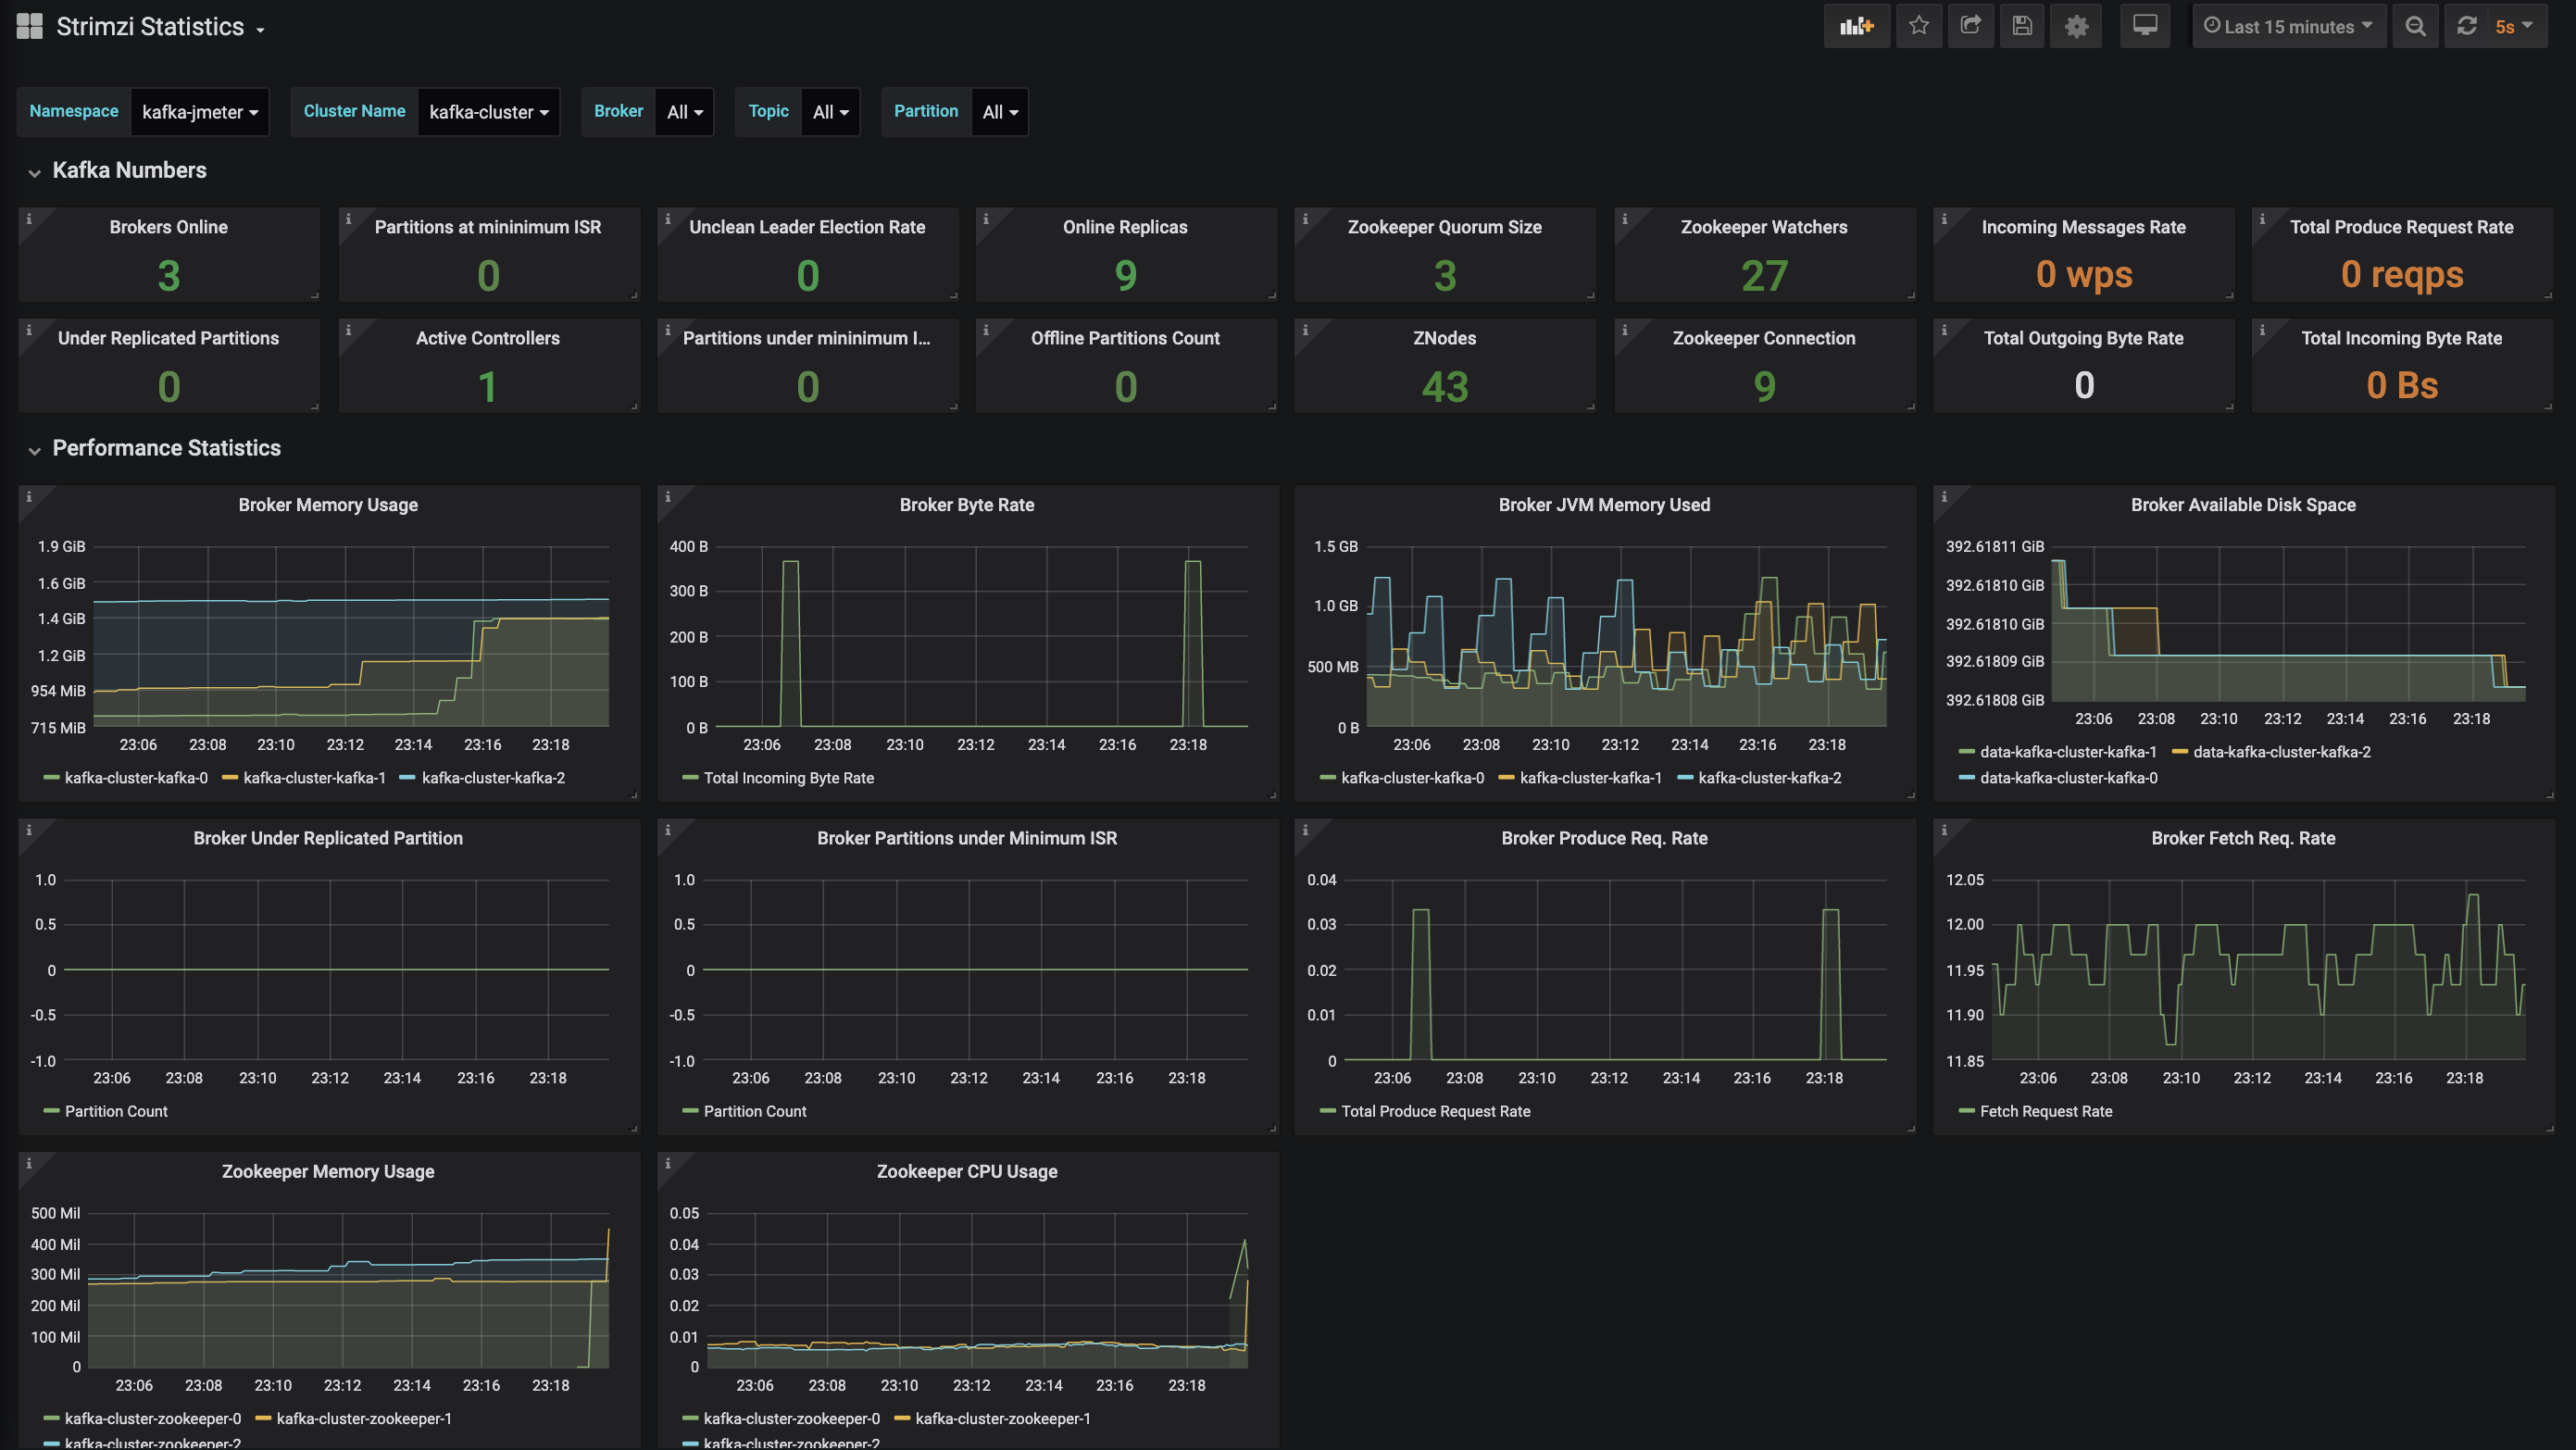 Strimzi Statistics
Last 15 minutes
5s
Namespace kafka-jmeter Cluster Name kafka-cluster Broker All Topic All Partition All
Kafka Numbers
Brokers Online
3
Partitions at mininimum ISR
0
Unclean Leader Election Rate
0
Online Replicas
9
Zookeeper Quorum Size
3
Zookeeper Watchers
27
Incoming Messages Rate
0 wps
Total Produce Request Rate
0 reqps
Under Replicated Partitions
0
Active Controllers
1
Partitions under mininimum I...
0
Offline Partitions Count
0
ZNodes
43
Zookeeper Connection
9
Total Outgoing Byte Rate
0
Total Incoming Byte Rate
0 Bs
Performance Statistics
Broker Memory Usage
1.9 GiB
1.6 GiB
1.4 GiB
1.2 GiB
954 MiB
715 MiB
23:06 23:08 23:10 23:12 23:14 23:16 23:18
kafka-cluster-kafka-0 kafka-cluster-kafka-1 kafka-cluster-kafka-2
Broker Byte Rate
400 B
300 B
200 B
100 B
0 B
23:06 23:08 23:10 23:12 23:14 23:16 23:18
Total Incoming Byte Rate
Broker JVM Memory Used
1.5 GB
1.0 GB
500 MB
0 B
23:06 23:08 23:10 23:12 23:14 23:16 23:18
kafka-cluster-kafka-0 kafka-cluster-kafka-1 kafka-cluster-kafka-2
Broker Available Disk Space
392.61811 GiB
392.61810 GiB
392.61810 GiB
392.61809 GiB
392.61808 GiB
23:06 23:08 23:10 23:12 23:14 23:16 23:18
data-kafka-cluster-kafka-1 data-kafka-cluster-kafka-2
data-kafka-cluster-kafka-0
Broker Under Replicated Partition
1.0
0.5
0
-0.5
-1.0
23:06 23:08 23:10 23:12 23:14 23:16 23:18
Partition Count
Broker Partitions under Minimum ISR
1.0
0.5
0
-0.5
-1.0
23:06 23:08 23:10 23:12 23:14 23:16 23:18
Partition Count
Broker Produce Req. Rate
0.04
0.03
0.02
0.01
0
23:06 23:08 23:10 23:12 23:14 23:16 23:18
Total Produce Request Rate
Broker Fetch Req. Rate
12.05
12.00
11.95
11.90
11.85
23:06 23:08 23:10 23:12 23:14 23:16 23:18
Fetch Request Rate
Zookeeper Memory Usage
500 Mil
400 Mil
300 Mil
200 Mil
100 Mil
0
23:06 23:08 23:10 23:12 23:14 23:16 23:18
kafka-cluster-zookeeper-0 kafka-cluster-zookeeper-1
kafka-cluster-zookeeper-2
Zookeeper CPU Usage
0.05
0.04
0.03
0.02
0.01
0
23:06 23:08 23:10 23:12 23:14 23:16 23:18
kafka-cluster-zookeeper-0 kafka-cluster-zookeeper-1
kafka-cluster-zookeeper-2